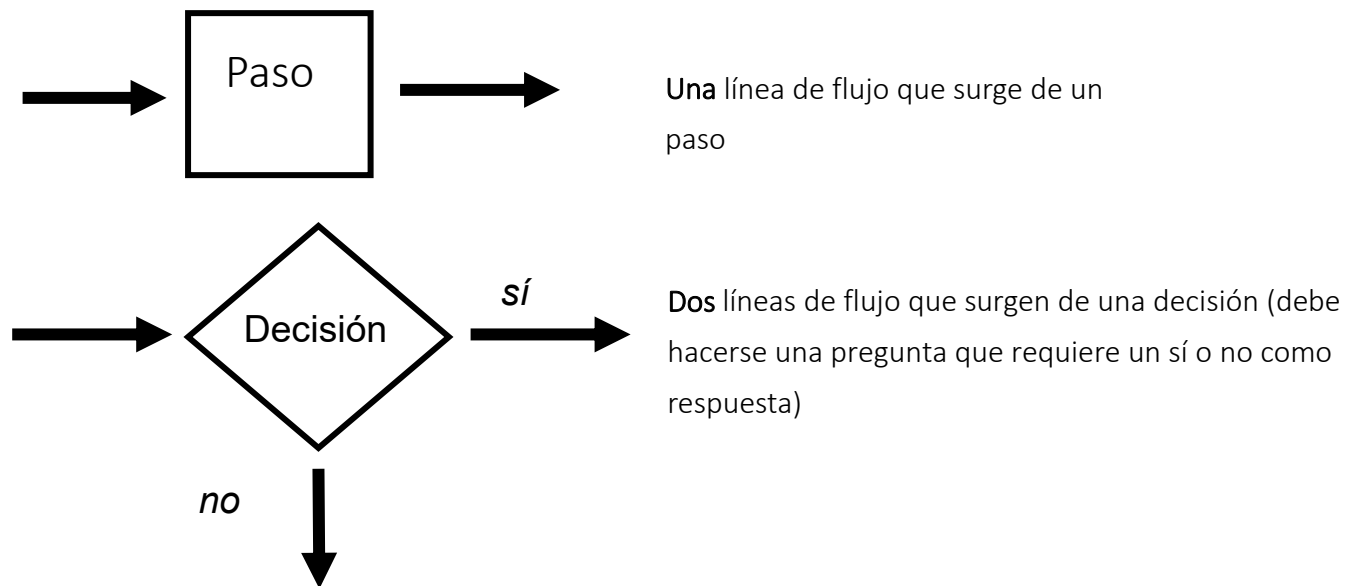 Paso
Una línea de flujo que surge de un
paso
Decisión
sí
Dos líneas de flujo que surgen de una decisión (debe
hacerse una pregunta que requiere un sí o no como
respuesta)
no